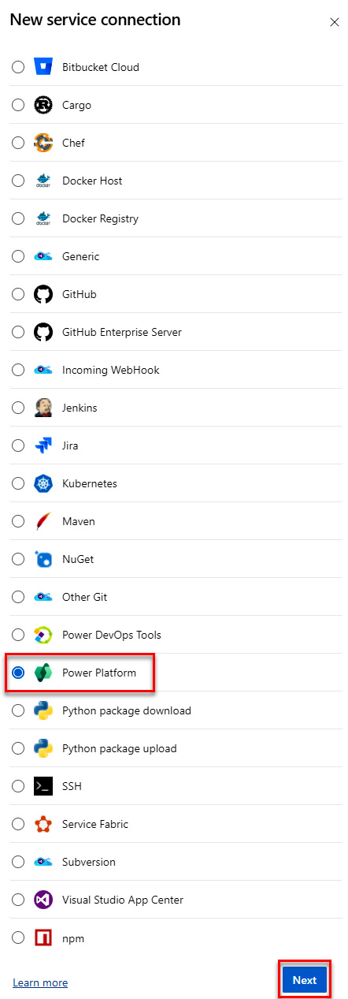 New service connection
Bitbucket Cloud
Cargo
Chef
Docker Host
Docker Registry
Generic
GitHub
GitHub Enterprise Server
Incoming WebHook
Jenkins
Jira
Kubernetes
Maven
NuGet
Other Git
Power DevOps Tools
Power Platform
Python package download
Python package upload
SSH
Service Fabric
Subversion
Visual Studio App Center
npm
Learn more
Next